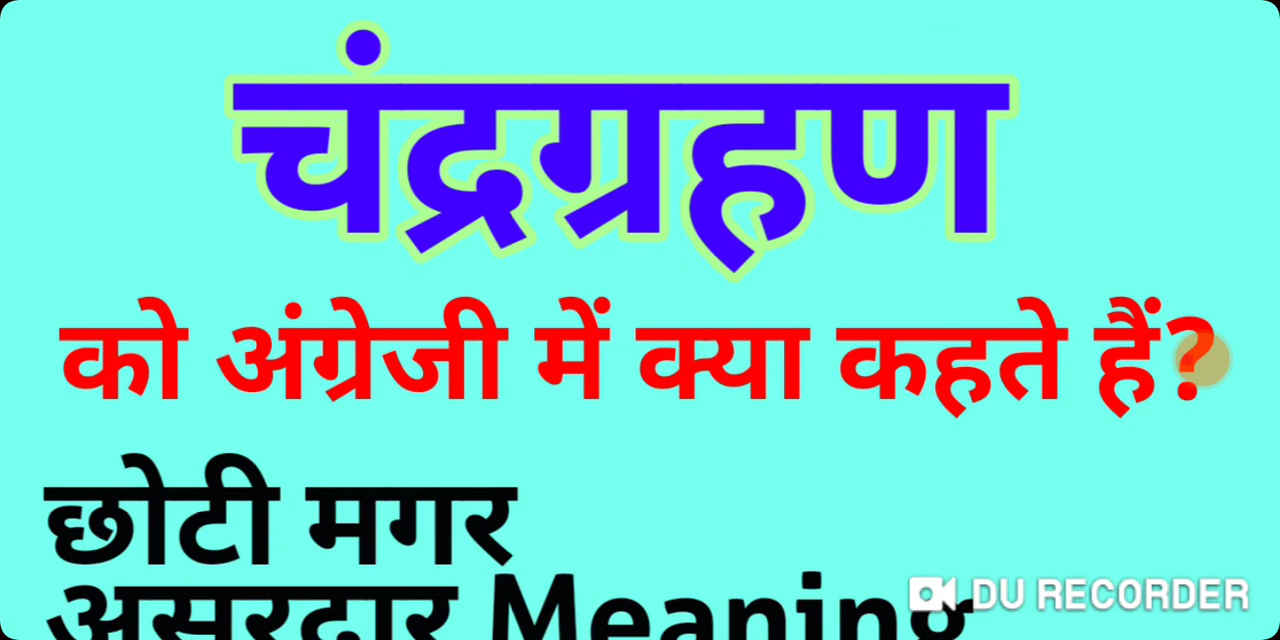 चंद्रग्रहण
को अंग्रेजी में क्या कहते हैं?
छोटी मगर
असरदार Meaning
DU RECORDER